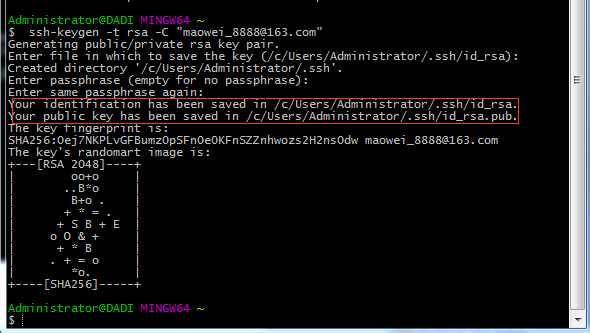 Administrator@DADI MINGW64 ~
$  ssh-keygen -t rsa -C "maowei_8888@163.com"
Generating public/private rsa key pair.
Enter file in which to save the key (/c/Users/Administrator/.ssh/id_rsa):
Created directory '/c/Users/Administrator/.ssh'.
Enter passphrase (empty for no passphrase):
Enter same passphrase again:
Your identification has been saved in /c/Users/Administrator/.ssh/id_rsa.
Your public key has been saved in /c/Users/Administrator/.ssh/id_rsa.pub.
The key fingerprint is:
SHA256:Oej7NKPLvGFBumzOpSFnOeOKFnSZZnhwozs2H2nsOdw maowei_8888@163.com
The key's randomart image is:
+---[RSA 2048]----+
|       oo+o      |
|      ..B*o      |
|       B+o .     |
|      + * = .    |
|     + S B + E   |
|    o O & +      |
|     + * B       |
|    . + = o      |
|       *o.       |
+----[SHA256]-----+
Administrator@DADI MINGW64 ~
$